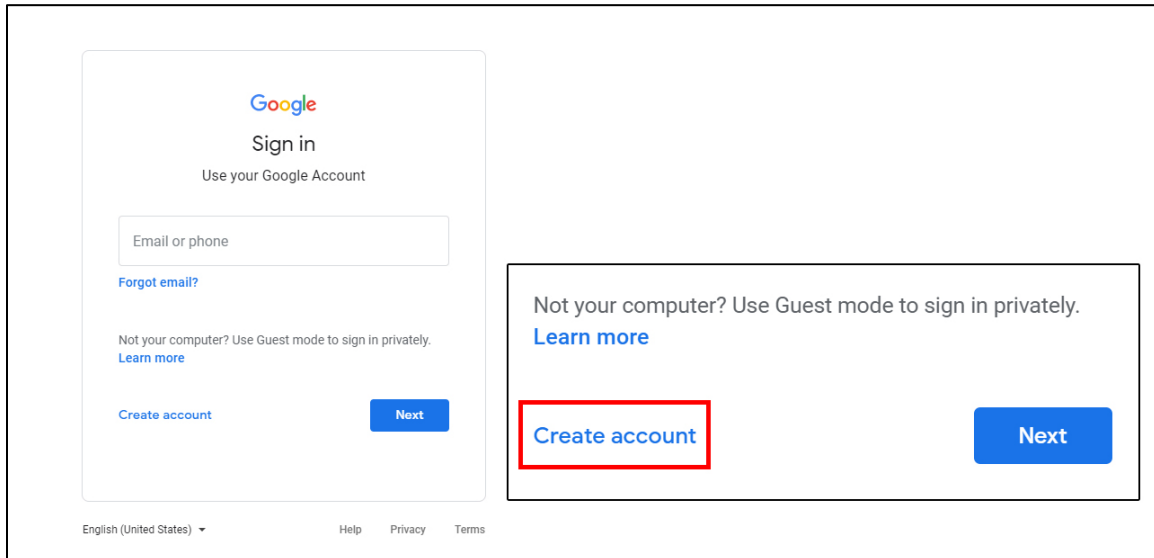 Google
Sign in
Use your Google Account
Email or phone
Forgot email?
Not your computer? Use Guest mode to sign in privately.
Learn more
Create account
Next
English (United States)
Help
Privacy
Terms
Not your computer? Use Guest mode to sign in privately.
Learn more
Create account
Next